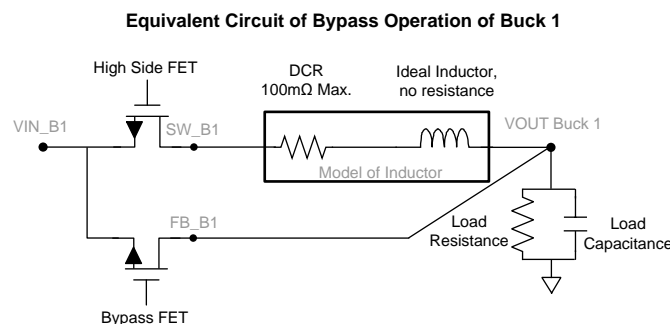 Equivalent Circuit of Bypass Operation of Buck 1
High Side FET
DCR
100mΩ Max.
Ideal Inductor,
no resistance
VIN_B1
SW_B1
VOUT Buck 1
Model of Inductor
FB_B1
Load
Resistance
Load
Capacitance
Bypass FET